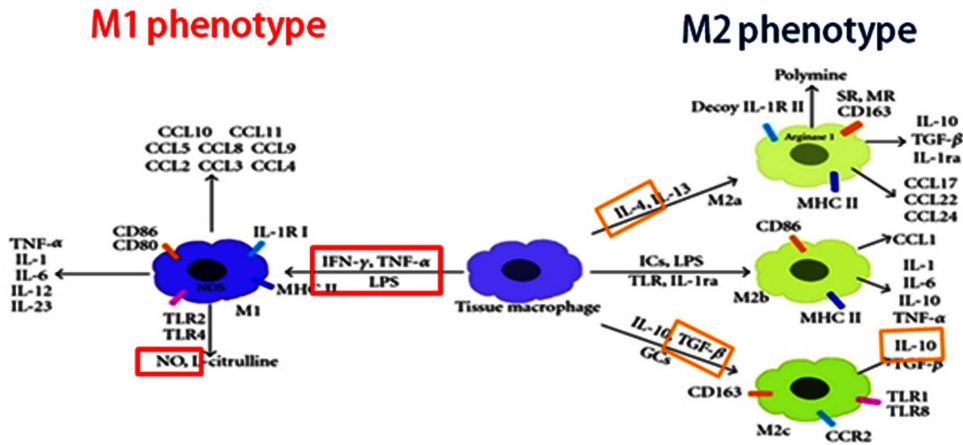 M1 phenotype
M2 phenotype
CCL10 CCL11
CCL5 CCL8 CCL9
CCL2 CCL3 CCL4
CD86
CD80
IL-1R I
TNF-α
IL-1
IL-6
IL-12
IL-23
NOS
MHC II
M1
TLR2
TLR4
NO, L-citrulline
IFN-γ, TNF-α
LPS
Tissue macrophage
IL-4, IL-13
M2a
Polymine
Decoy IL-1R II
SR, MR
CD163
Arginase 1
IL-10
TGF-β
IL-1ra
MHC II
CCL17
CCL22
CCL24
ICs, LPS
TLR, IL-1ra
M2b
CD86
CCL1
MHC II
IL-1
IL-6
IL-10
TNF-α
IL-10, TGF-β
GCs
M2c
CD163
IL-10
TGF-β
TLR1
TLR8
CCR2